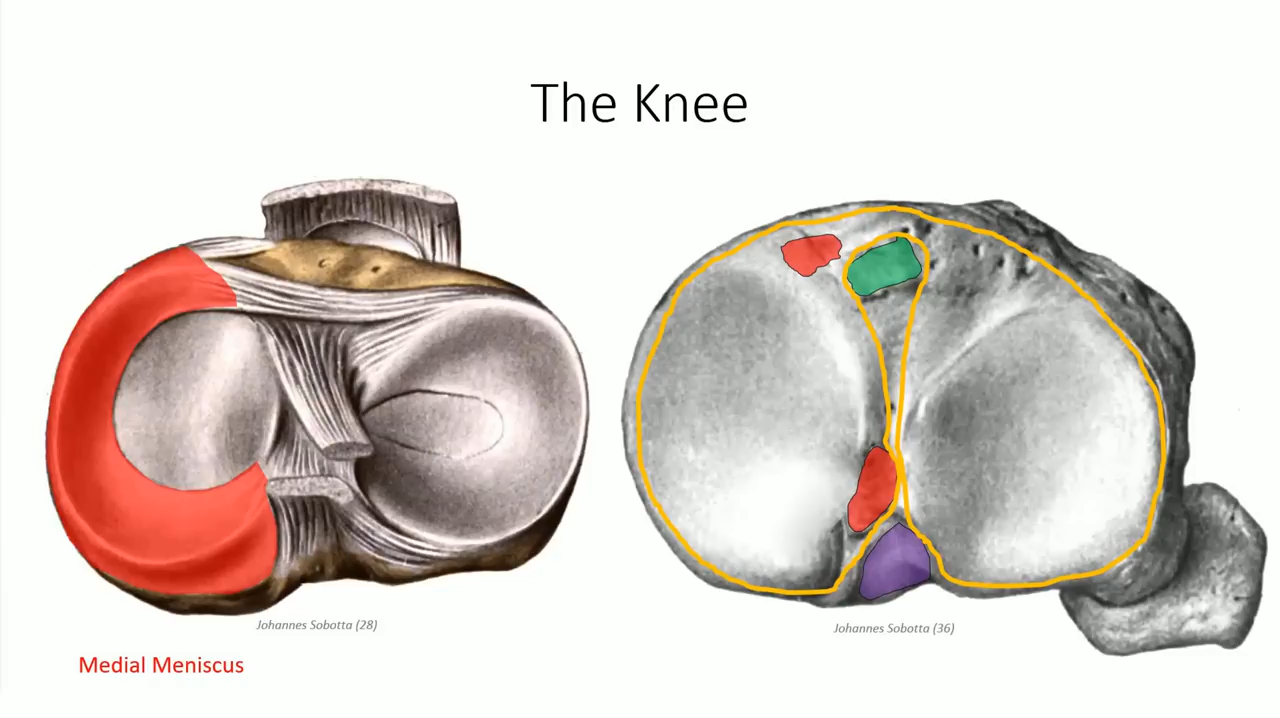 The Knee
Johannes Sobotta (28)
Johannes Sobotta (36)
Medial Meniscus